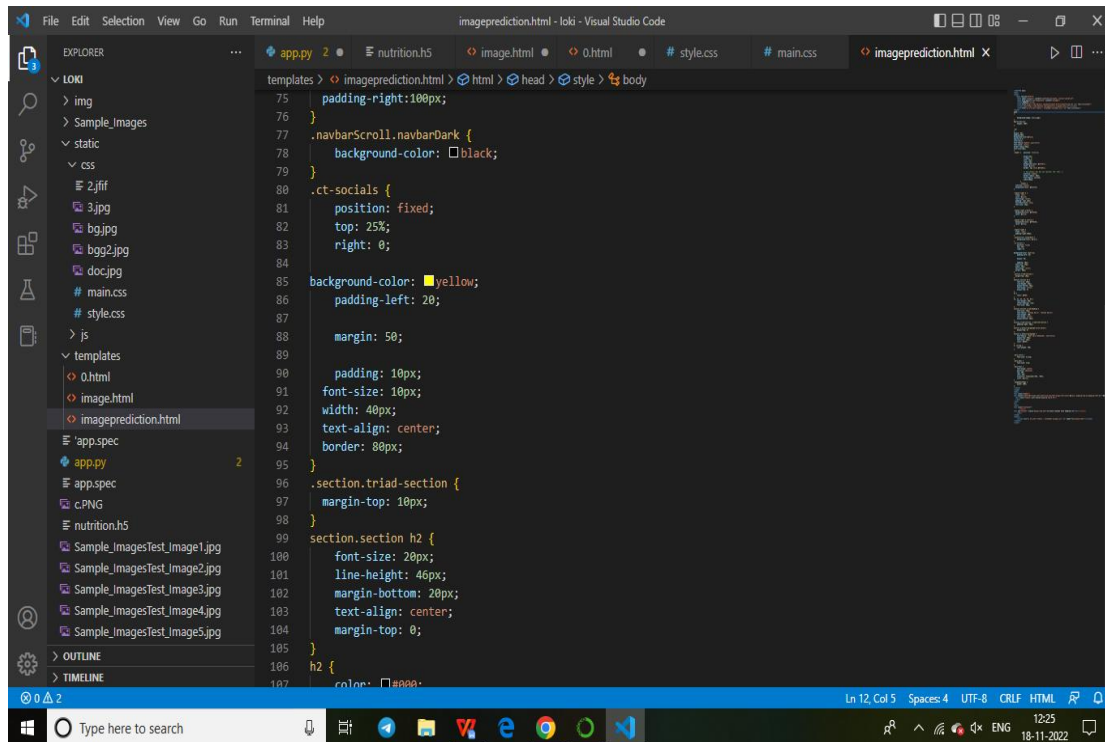 File Edit Selection View Go Run Terminal Help imageprediction.html - loki - Visual Studio Code
EXPLORER ...
app.py 2 nutrition.h5 image.html 0.html style.css main.css imageprediction.html
templates > imageprediction.html > html > head > style > body
3
LOKI
img
Sample_Images
static
css
2.jfif
3.jpg
bg.jpg
bgg2.jpg
doc.jpg
main.css
style.css
js
templates
0.html
image.html
imageprediction.html
'app.spec
app.py 2
app.spec
c.PNG
nutrition.h5
Sample_ImagesTest_Image1.jpg
Sample_ImagesTest_Image2.jpg
Sample_ImagesTest_Image3.jpg
Sample_ImagesTest_Image4.jpg
Sample_ImagesTest_Image5.jpg
OUTLINE
TIMELINE
75 padding-right:100px;
76 }
77 .navbarScroll.navbarDark {
78 background-color: black;
79 }
80 .ct-socials {
81 position: fixed;
82 top: 25%;
83 right: 0;
84
85 background-color: yellow;
86 padding-left: 20;
87
88 margin: 50;
89
90 padding: 10px;
91 font-size: 10px;
92 width: 40px;
93 text-align: center;
94 border: 80px;
95 }
96 .section.triad-section {
97 margin-top: 10px;
98 }
99 section.section h2 {
100 font-size: 20px;
101 line-height: 46px;
102 margin-bottom: 20px;
103 text-align: center;
104 margin-top: 0;
105 }
106 h2 {
107 color: #000;
0 2 Ln 12, Col 5 Spaces: 4 UTF-8 CRLF HTML
Type here to search ENG 12:25
18-11-2022